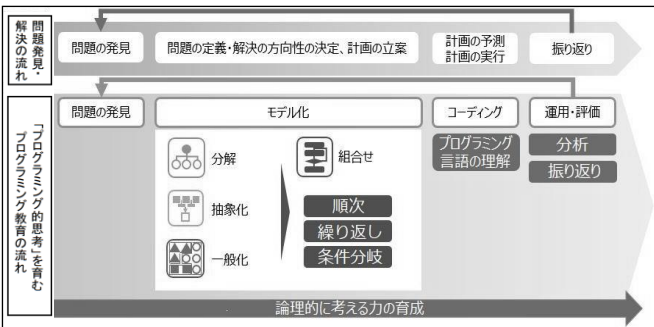 問題発見・
解決の流れ
問題の発見
問題の定義・解決の方向性の決定、計画の立案
計画の予測
計画の実行
振り返り
「プログラミング的思考」を育む
プログラミング教育の流れ
問題の発見
モデル化
コーディング
運用・評価
分解
抽象化
一般化
組合せ
順次
繰り返し
条件分岐
プログラミング
言語の理解
分析
振り返り
論理的に考える力の育成